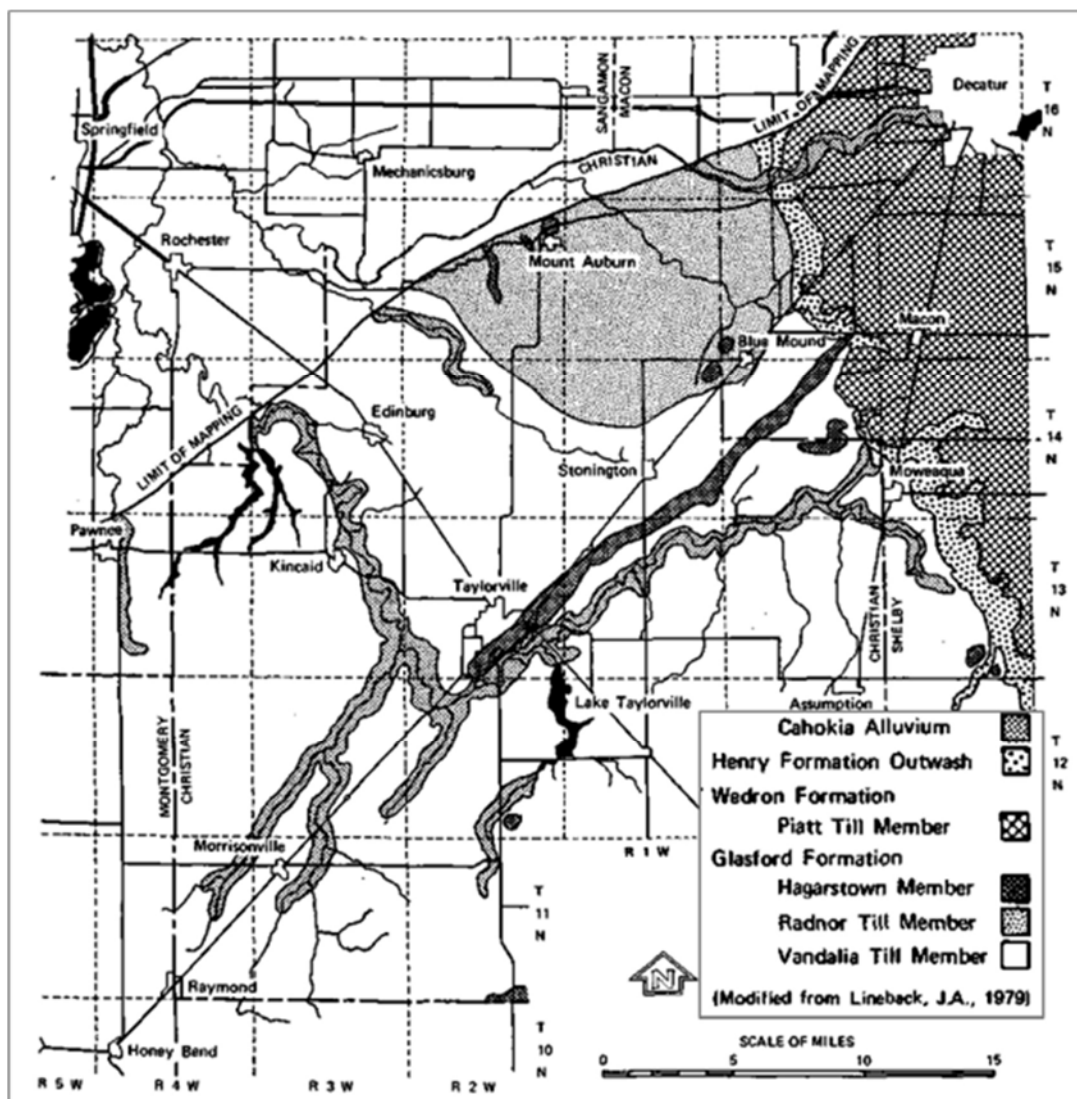 Decatur
T
16
N
SANGAMON
MACON
LIMIT OF MAPPING
Springfield
CHRISTIAN
Mechanicsburg
Rochester
Mount Auburn
T
15
N
Macon
Blue Mound
LIMIT OF MAPPING
Edinburg
T
14
N
Stonington
Moweaqua
Pawnee
Kincaid
Taylorville
T
13
N
CHRISTIAN
SHELBY
Lake Taylorville
Assumption
MONTGOMERY
CHRISTIAN
T
12
N
Cahokia Alluvium
Henry Formation Outwash
Wedron Formation
Piatt Till Member
Glasford Formation
Hagarstown Member
Radnor Till Member
Vandalia Till Member
(Modified from Lineback, J.A., 1979)
Morrisonville
R 1 W
T
11
N
N
Raymond
T
10
N
Honey Bend
SCALE OF MILES
0 5 10 15
R 5 W R 4 W R 3 W R 2 W